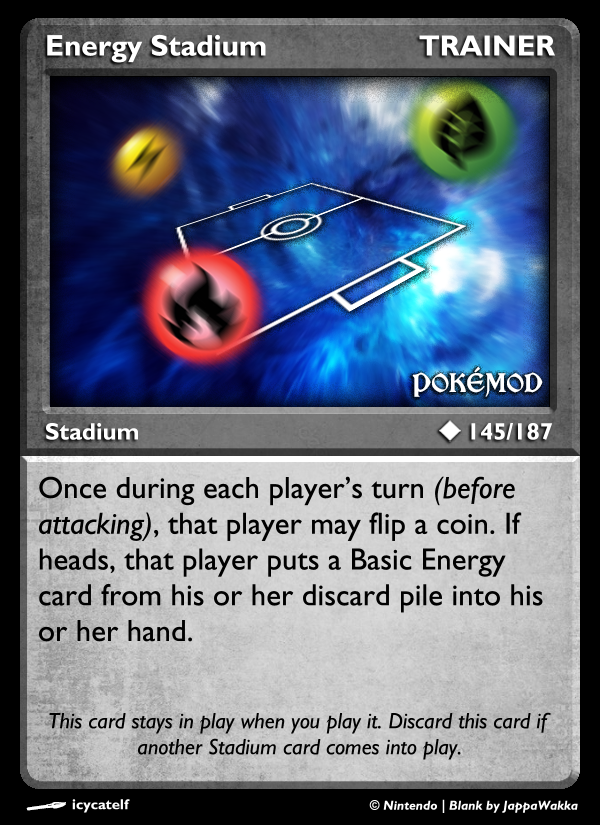 Energy Stadium TRAINER
POKÉMOD
Stadium ◆ 145/187
Once during each player's turn (before
attacking), that player may flip a coin. If
heads, that player puts a Basic Energy
card from his or her discard pile into his
or her hand.
This card stays in play when you play it. Discard this card if
another Stadium card comes into play.
icycatelf © Nintendo | Blank by JappaWakka